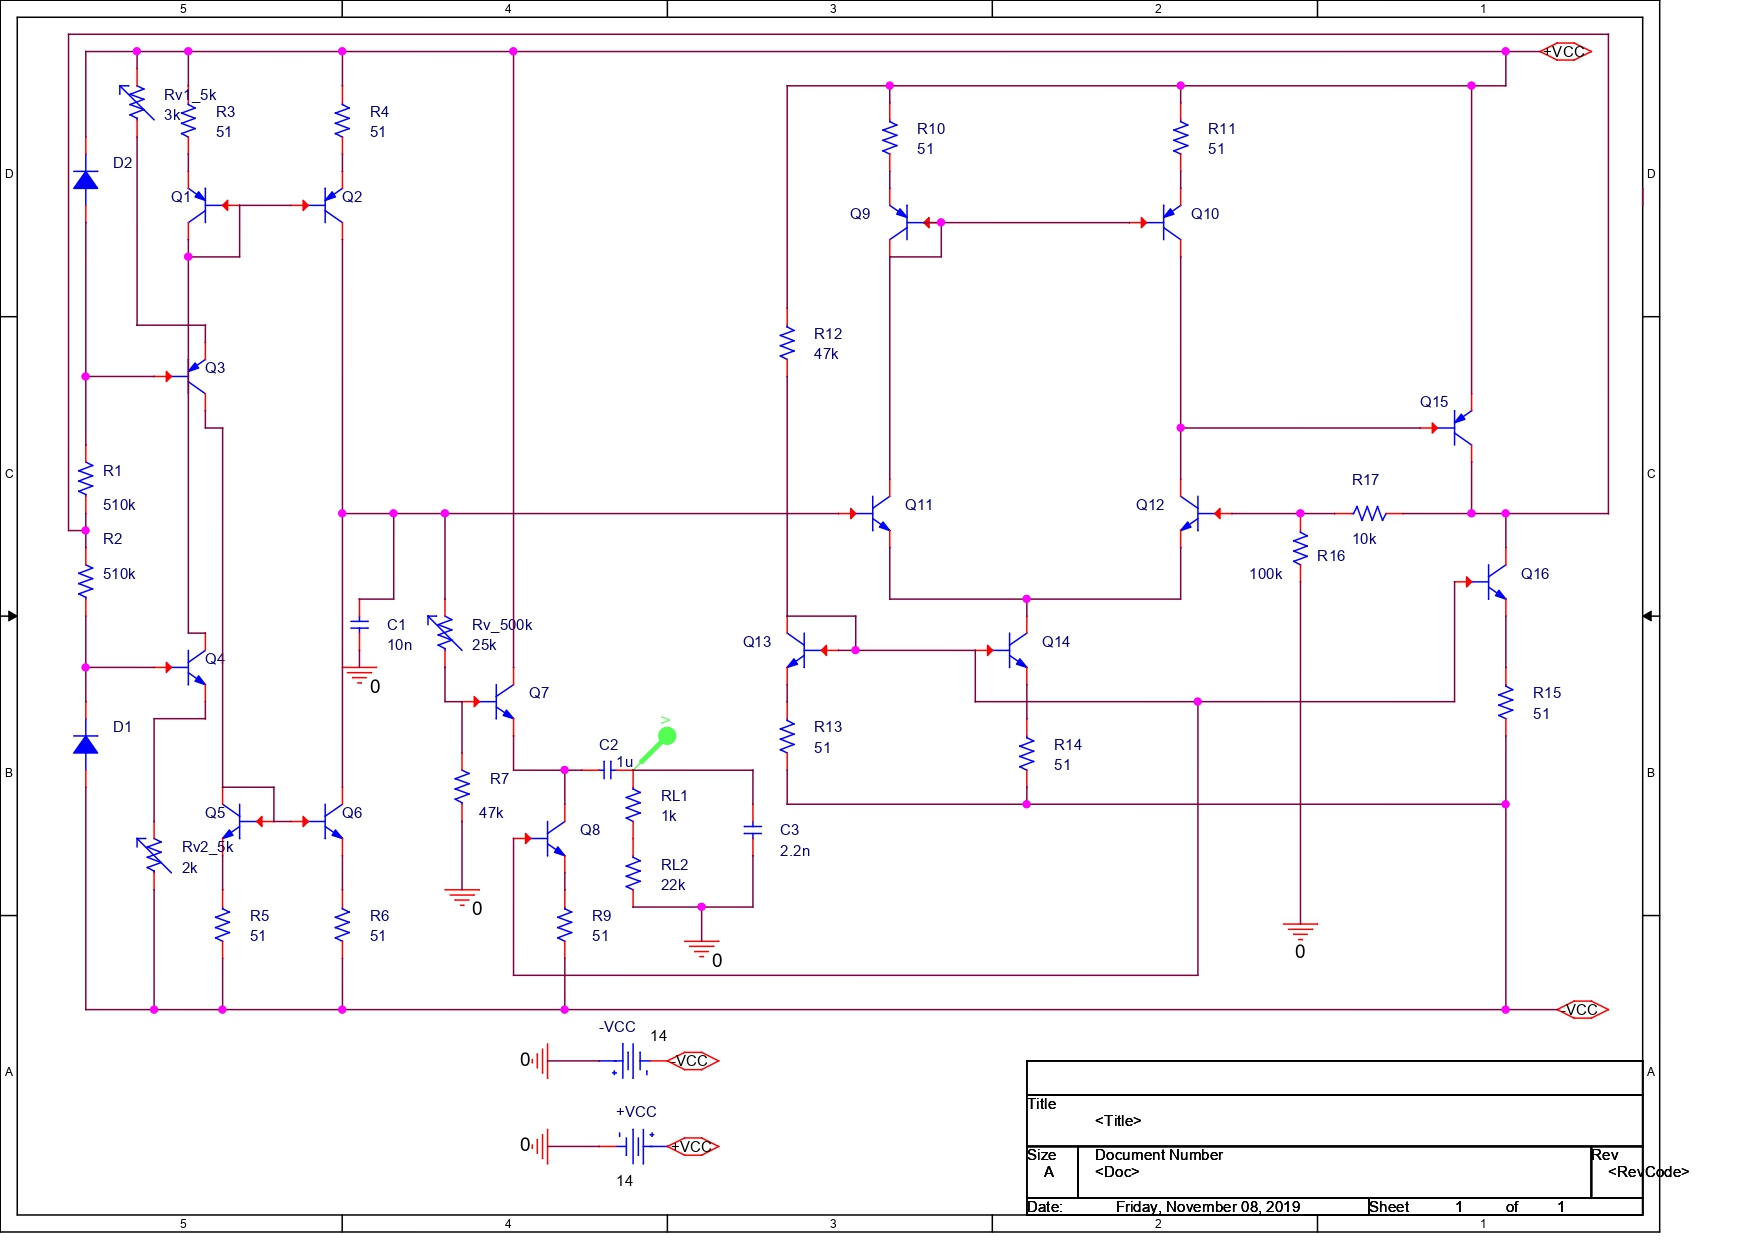 5 4 3 2 1
+VCC
Rv1_5k
3k
R3
51
R4
51
R10
51
R11
51
D D
D2
Q1
Q2
Q9
Q10
R12
47k
Q3
Q15
C C
R1
510k
R17
10k
Q11
Q12
R2
510k
R16
100k
Q16
C1
10n
0
Rv_500k
25k
Q13
Q14
Q4
R15
51
D1
Q7
V
R13
51
R14
51
C2
1u
B B
R7
47k
RL1
1k
Q5
Q6
Q8
C3
2.2n
Rv2_5k
2k
RL2
22k
0
R5
51
R6
51
R9
51
0
0
-VCC
-VCC
14
0
-VCC
A A
+VCC
0
+VCC
14
Title
<Title>
Size
A
Document Number
<Doc>
Rev
<RevCode>
Date:
Friday, November 08, 2019
Sheet 1 of 1
5 4 3 2 1